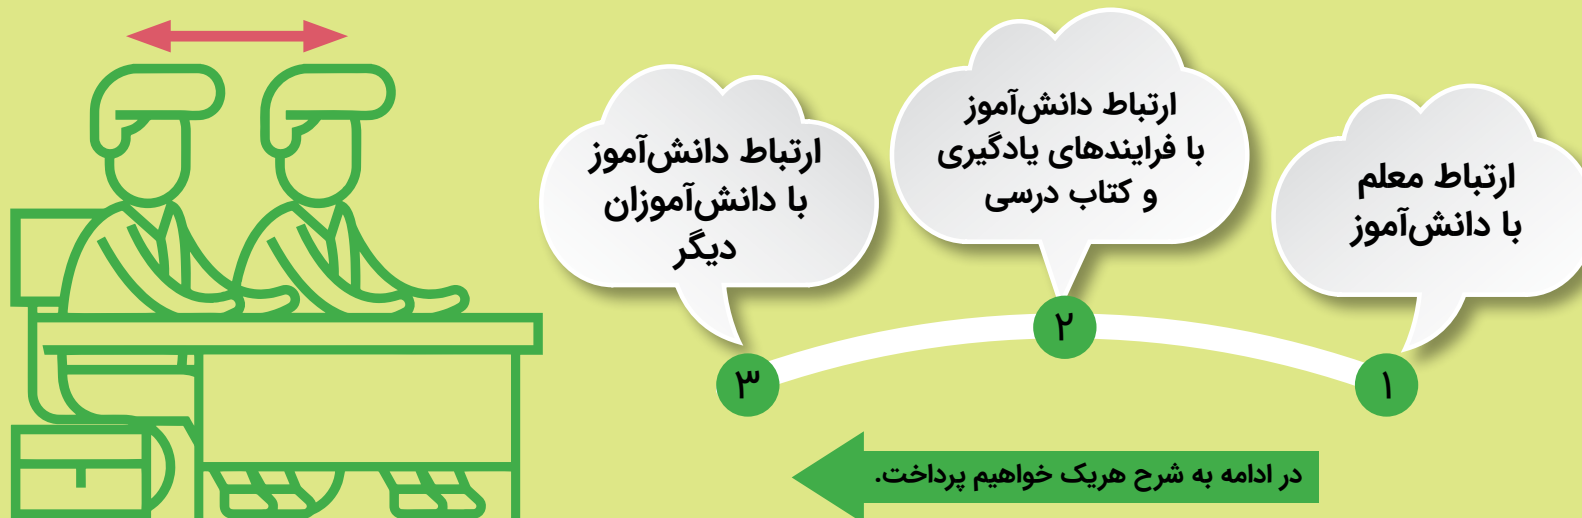 ارتباط معلم
با دانش‌آموز
۱
ارتباط دانش‌آموز
با فرایندهای یادگیری
و کتاب درسی
۲
ارتباط دانش‌آموز
با دانش‌آموزان
دیگر
۳
در ادامه به شرح هریک خواهیم پرداخت.